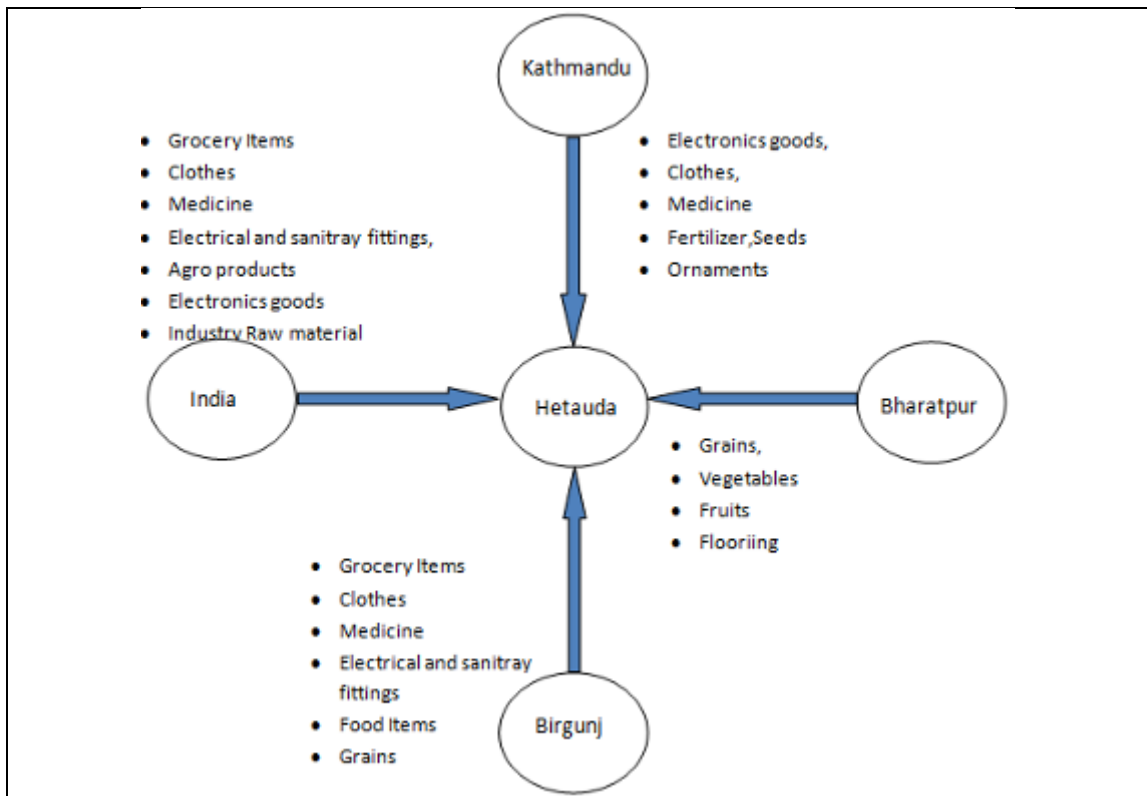 Kathmandu
• Grocery Items
• Clothes
• Medicine
• Electrical and sanitray fittings,
• Agro products
• Electronics goods
• Industry Raw material
• Electronics goods,
• Clothes,
• Medicine
• Fertilizer,Seeds
• Ornaments
India
Hetauda
Bharatpur
• Grains,
• Vegetables
• Fruits
• Flooriing
• Grocery Items
• Clothes
• Medicine
• Electrical and sanitray
fittings
• Food Items
• Grains
Birgunj